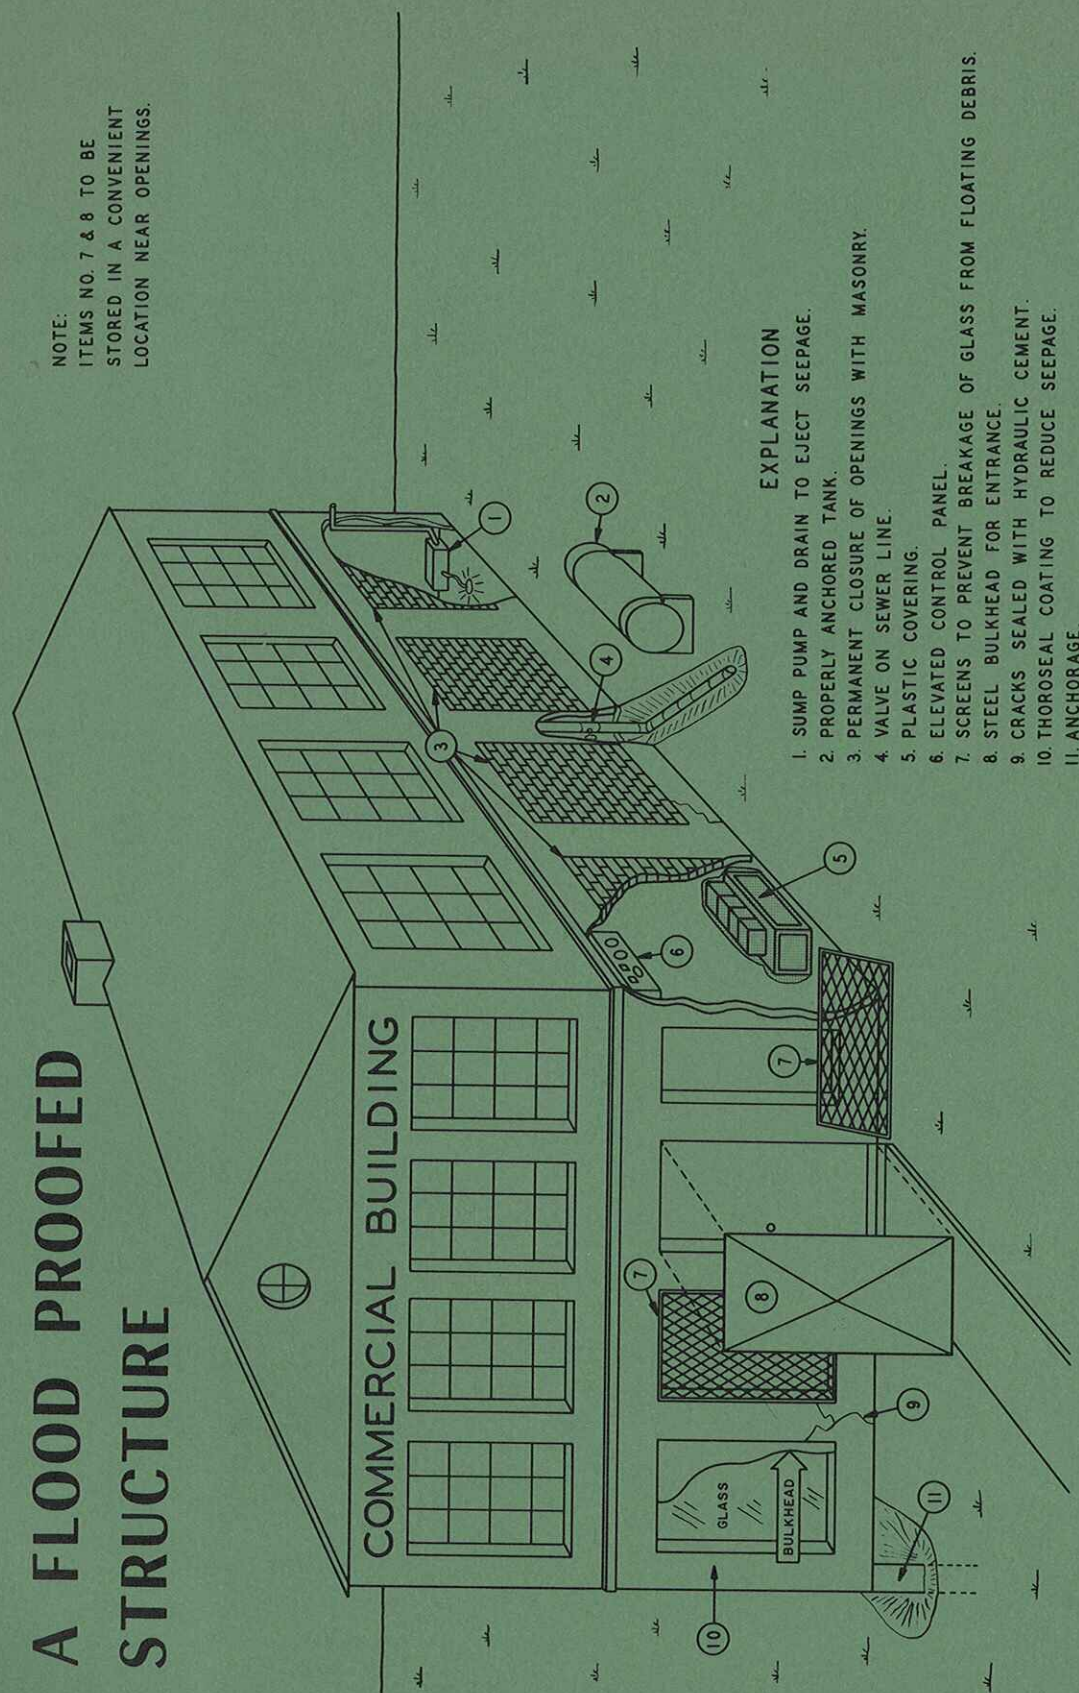 A FLOOD PROOFED
STRUCTURE
NOTE:
ITEMS NO. 7 & 8 TO BE
STORED IN A CONVENIENT
LOCATION NEAR OPENINGS.
COMMERCIAL BUILDING
GLASS
BULKHEAD
1
2
3
4
5
6
7
7
8
9
10
11
EXPLANATION
1. SUMP PUMP AND DRAIN TO EJECT SEEPAGE.
2. PROPERLY ANCHORED TANK.
3. PERMANENT CLOSURE OF OPENINGS WITH MASONRY.
4. VALVE ON SEWER LINE.
5. PLASTIC COVERING.
6. ELEVATED CONTROL PANEL.
7. SCREENS TO PREVENT BREAKAGE OF GLASS FROM FLOATING DEBRIS.
8. STEEL BULKHEAD FOR ENTRANCE.
9. CRACKS SEALED WITH HYDRAULIC CEMENT.
10. THOROSEAL COATING TO REDUCE SEEPAGE.
11. ANCHORAGE